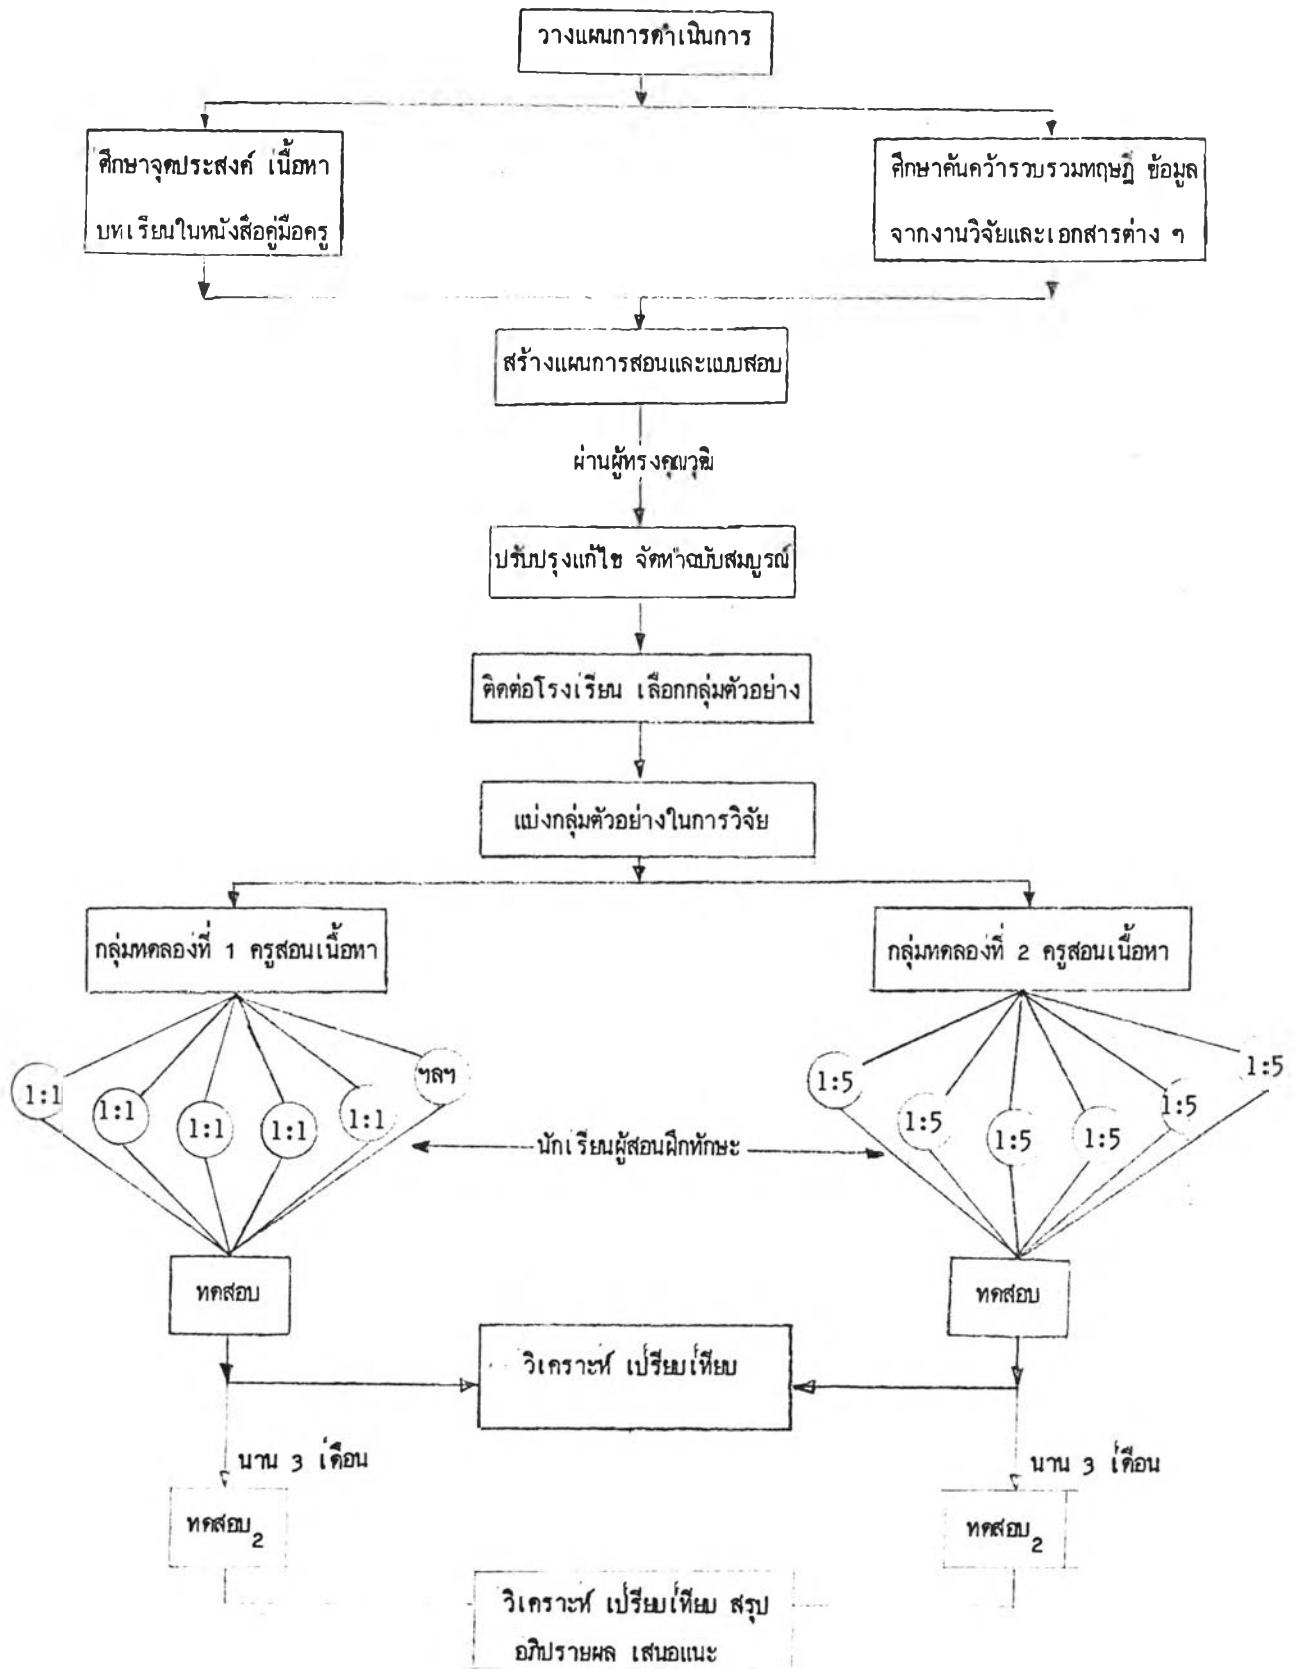 วางแผนการดำเนินการ
ศึกษาจุดประสงค์ เนื้อหา
บทเรียนในหนังสือคู่มือครู
ศึกษาค้นคว้ารวบรวมทฤษฎี ข้อมูล
จากงานวิจัยและเอกสารต่าง ๆ
สร้างแผนการสอนและแบบสอบ
ผ่านผู้ทรงคุณวุฒิ
ปรับปรุงแก้ไข จัดทำฉบับสมบูรณ์
ติดต่อโรงเรียน เลือกกลุ่มตัวอย่าง
แบ่งกลุ่มตัวอย่างในการวิจัย
กลุ่มทดลองที่ 1 ครูสอนเนื้อหา
กลุ่มทดลองที่ 2 ครูสอนเนื้อหา
1:1 1:1 1:1 1:1 1:1 ฯลฯ
1:5 1:5 1:5 1:5 1:5 1:5
นักเรียนผู้สอนฝึกทักษะ
ทดสอบ
ทดสอบ
วิเคราะห์ เปรียบเทียบ
นาน 3 เดือน
นาน 3 เดือน
ทดสอบ2
ทดสอบ2
วิเคราะห์ เปรียบเทียบ สรุป
อภิปรายผล เสนอแนะ